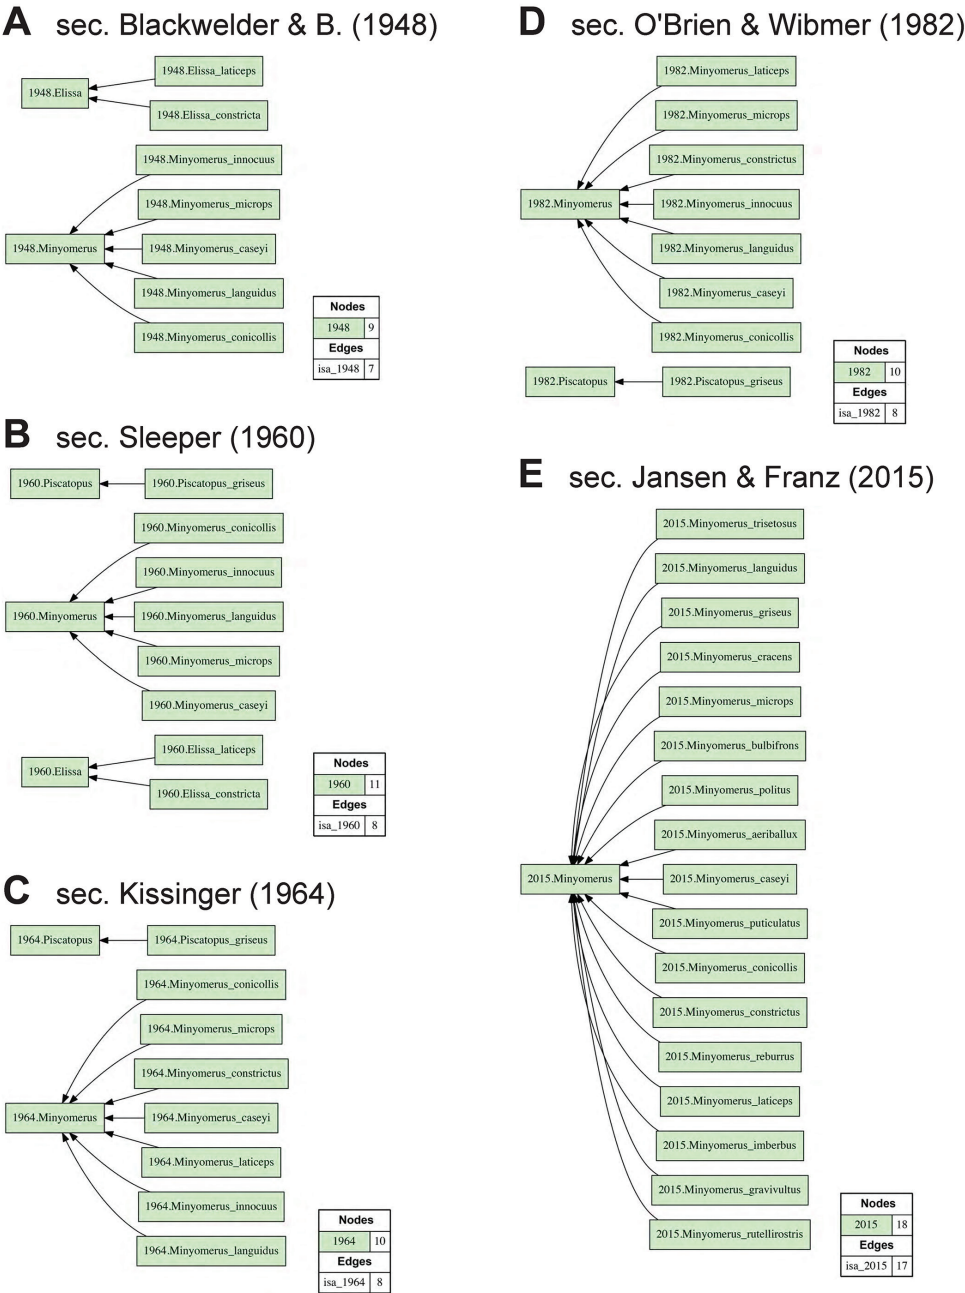 A sec. Blackwelder & B. (1948)
1948.Elissa_laticeps
1948.Elissa
1948.Elissa_constricta
1948.Minyomerus_innocuus
1948.Minyomerus_microps
1948.Minyomerus
1948.Minyomerus_caseyi
1948.Minyomerus_languidus
1948.Minyomerus_conicollis
Nodes
1948 9
Edges
isa_1948 7
B sec. Sleeper (1960)
1960.Piscatopus
1960.Piscatopus_griseus
1960.Minyomerus_conicollis
1960.Minyomerus_innocuus
1960.Minyomerus
1960.Minyomerus_languidus
1960.Minyomerus_microps
1960.Minyomerus_caseyi
1960.Elissa_laticeps
1960.Elissa
1960.Elissa_constricta
Nodes
1960 11
Edges
isa_1960 8
C sec. Kissinger (1964)
1964.Piscatopus
1964.Piscatopus_griseus
1964.Minyomerus_conicollis
1964.Minyomerus_microps
1964.Minyomerus_constrictus
1964.Minyomerus
1964.Minyomerus_caseyi
1964.Minyomerus_laticeps
1964.Minyomerus_innocuus
1964.Minyomerus_languidus
Nodes
1964 10
Edges
isa_1964 8
D sec. O'Brien & Wibmer (1982)
1982.Minyomerus_laticeps
1982.Minyomerus_microps
1982.Minyomerus_constrictus
1982.Minyomerus
1982.Minyomerus_innocuus
1982.Minyomerus_languidus
1982.Minyomerus_caseyi
1982.Minyomerus_conicollis
1982.Piscatopus
1982.Piscatopus_griseus
Nodes
1982 10
Edges
isa_1982 8
E sec. Jansen & Franz (2015)
2015.Minyomerus_trisetosus
2015.Minyomerus_languidus
2015.Minyomerus_griseus
2015.Minyomerus_cracens
2015.Minyomerus_microps
2015.Minyomerus_bulbifrons
2015.Minyomerus_politus
2015.Minyomerus_aeriballux
2015.Minyomerus
2015.Minyomerus_caseyi
2015.Minyomerus_puticulatus
2015.Minyomerus_conicollis
2015.Minyomerus_constrictus
2015.Minyomerus_reburrus
2015.Minyomerus_laticeps
2015.Minyomerus_imberbus
2015.Minyomerus_gravivultus
2015.Minyomerus_rutellirostris
Nodes
2015 18
Edges
isa_2015 17